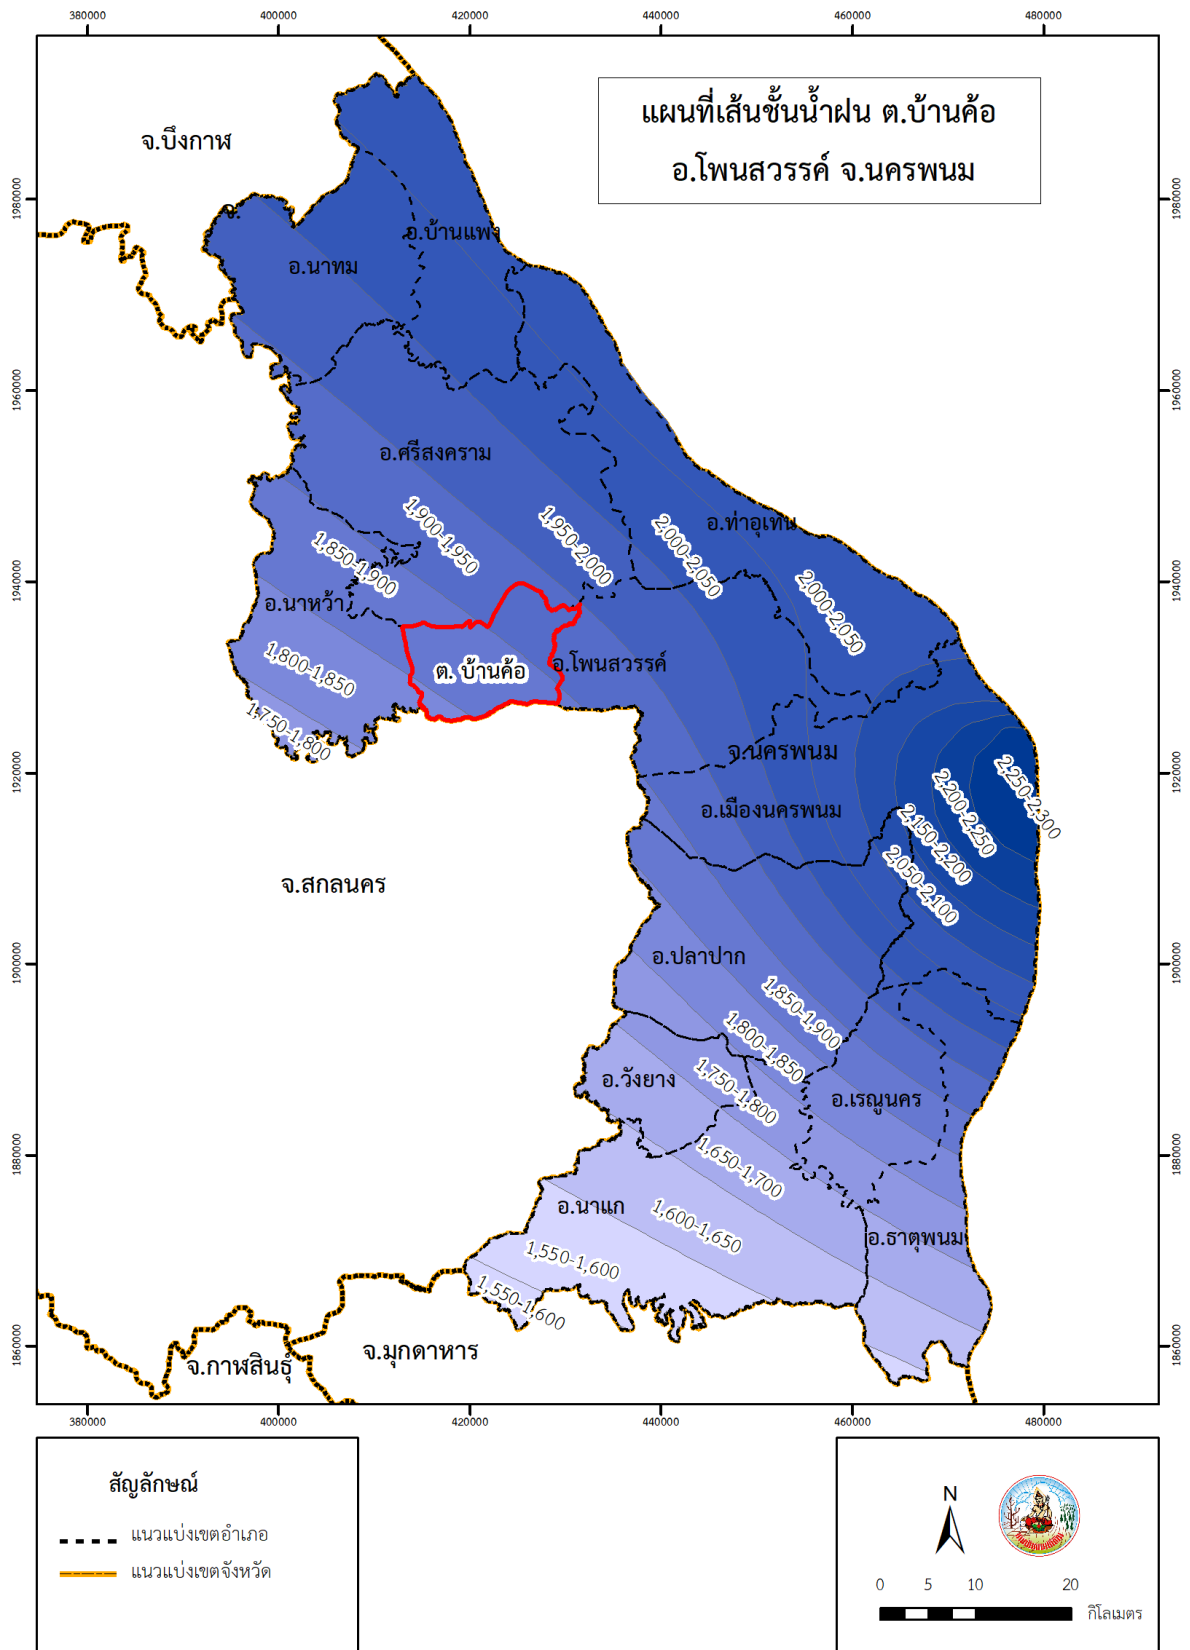 380000 400000 420000 440000 460000 480000
แผนที่เส้นชั้นน้ำฝน ต.บ้านค้อ
อ.โพนสวรรค์ จ.นครพนม
จ.บึงกาฬ
1980000
1980000
จ.
อ.บ้านแพง
อ.นาทม
1960000
1960000
อ.ศรีสงคราม
1,900-1,950
1,950-2,000
2,000-2,050
อ.ท่าอุเทน
1,850-1,900
2,000-2,050
1940000
1940000
อ.นาหว้า
1,800-1,850
ต. บ้านค้อ
อ.โพนสวรรค์
1,750-1,800
จ.นครพนม
1920000
1920000
2,250-2,300
2,200-2,250
อ.เมืองนครพนม
2,150-2,200
2,050-2,100
จ.สกลนคร
1900000
1900000
อ.ปลาปาก
1,850-1,900
1,800-1,850
อ.วังยาง
1,750-1,800
อ.เรณูนคร
1880000
1880000
1,650-1,700
อ.นาแก
1,600-1,650
อ.ธาตุพนม
1,550-1,600
1,550-1,600
1860000
1860000
จ.กาฬสินธุ์
จ.มุกดาหาร
380000 400000 420000 440000 460000 480000
สัญลักษณ์
แนวแบ่งเขตอำเภอ
แนวแบ่งเขตจังหวัด
N
0 5 10 20
กิโลเมตร